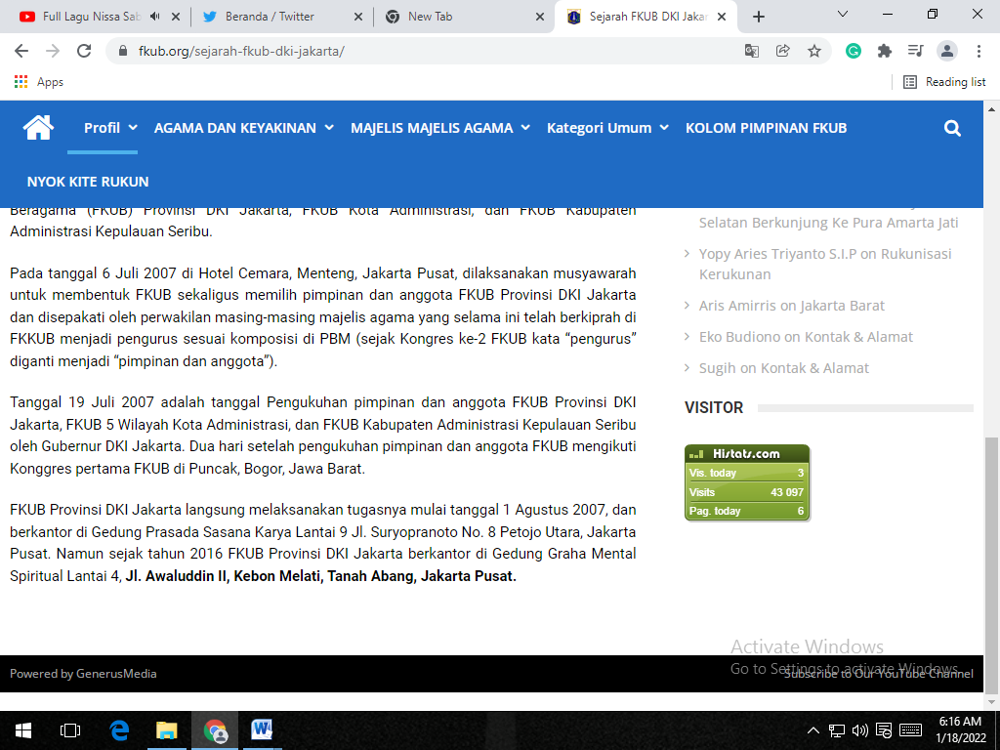 Full Lagu Nissa Sab
Beranda / Twitter
New Tab
Sejarah FKUB DKI Jakar
fkub.org/sejarah-fkub-dki-jakarta/
Apps
Reading list
Profil
AGAMA DAN KEYAKINAN
MAJELIS MAJELIS AGAMA
Kategori Umum
KOLOM PIMPINAN FKUB
NYOK KITE RUKUN
Beragama (FKUB) Provinsi DKI Jakarta, FKUB Kota Administrasi, dan FKUB Kabupaten
Administrasi Kepulauan Seribu.
Pada tanggal 6 Juli 2007 di Hotel Cemara, Menteng, Jakarta Pusat, dilaksanakan musyawarah
untuk membentuk FKUB sekaligus memilih pimpinan dan anggota FKUB Provinsi DKI Jakarta
dan disepakati oleh perwakilan masing-masing majelis agama yang selama ini telah berkiprah di
FKKUB menjadi pengurus sesuai komposisi di PBM (sejak Kongres ke-2 FKUB kata “pengurus”
diganti menjadi “pimpinan dan anggota”).
Tanggal 19 Juli 2007 adalah tanggal Pengukuhan pimpinan dan anggota FKUB Provinsi DKI
Jakarta, FKUB 5 Wilayah Kota Administrasi, dan FKUB Kabupaten Administrasi Kepulauan Seribu
oleh Gubernur DKI Jakarta. Dua hari setelah pengukuhan pimpinan dan anggota FKUB mengikuti
Konggres pertama FKUB di Puncak, Bogor, Jawa Barat.
FKUB Provinsi DKI Jakarta langsung melaksanakan tugasnya mulai tanggal 1 Agustus 2007, dan
berkantor di Gedung Prasada Sasana Karya Lantai 9 Jl. Suryopranoto No. 8 Petojo Utara, Jakarta
Pusat. Namun sejak tahun 2016 FKUB Provinsi DKI Jakarta berkantor di Gedung Graha Mental
Spiritual Lantai 4, Jl. Awaluddin II, Kebon Melati, Tanah Abang, Jakarta Pusat.
Selatan Berkunjung Ke Pura Amarta Jati
Yopy Aries Triyanto S.I.P on Rukunisasi
Kerukunan
Aris Amirris on Jakarta Barat
Eko Budiono on Kontak & Alamat
Sugih on Kontak & Alamat
VISITOR
Histats.com
Vis. today 3
Visits 43 097
Pag. today 6
Activate Windows
Go to Settings to activate Windows.
Powered by GenerusMedia
Subscribe to Our YouTube Channel
6:16 AM
1/18/2022